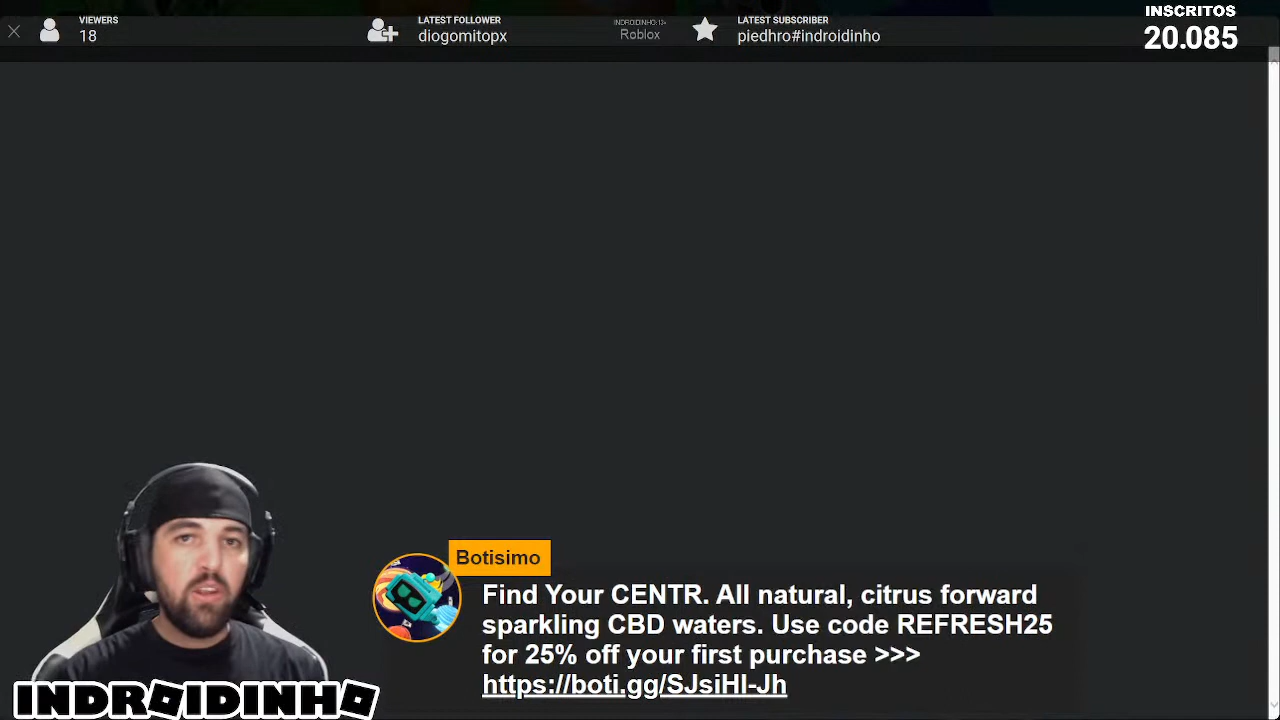 VIEWERS
18
LATEST FOLLOWER
diogomitopx
INDROIDINHO:13+
Roblox
LATEST SUBSCRIBER
piedhro#indroidinho
INSCRITOS
20.085
Botisimo
Find Your CENTR. All natural, citrus forward
sparkling CBD waters. Use code REFRESH25
for 25% off your first purchase >>>
https://boti.gg/SJsiHI-Jh
INDROIDINHO